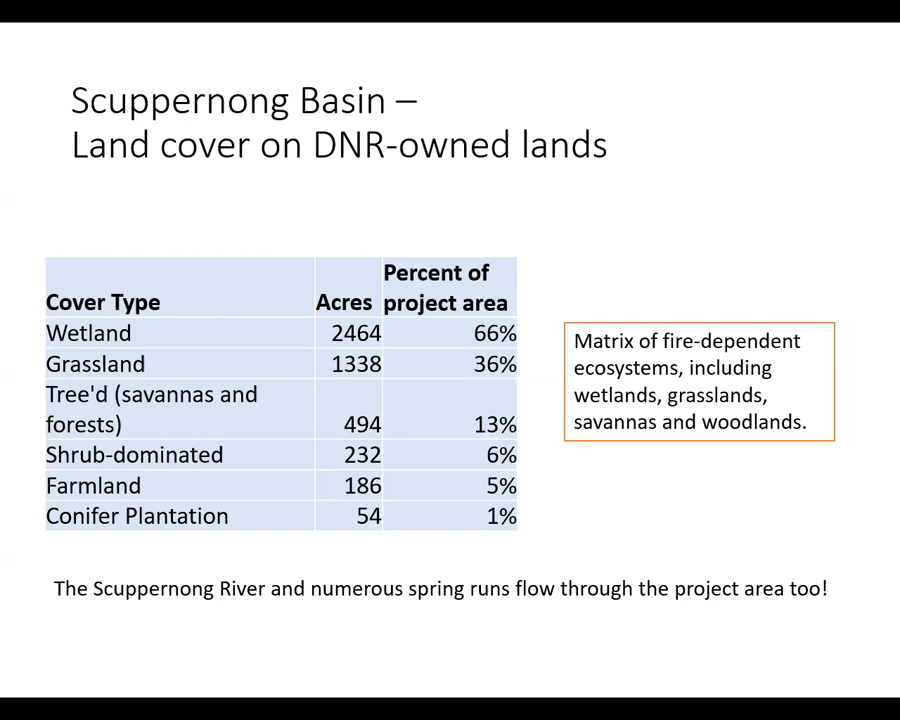 Scuppernong Basin –
Land cover on DNR-owned lands
Cover Type Acres Percent of project area
Wetland 2464 66%
Grassland 1338 36%
Tree'd (savannas and forests) 494 13%
Shrub-dominated 232 6%
Farmland 186 5%
Conifer Plantation 54 1%
Matrix of fire-dependent
ecosystems, including
wetlands, grasslands,
savannas and woodlands.
The Scuppernong River and numerous spring runs flow through the project area too!